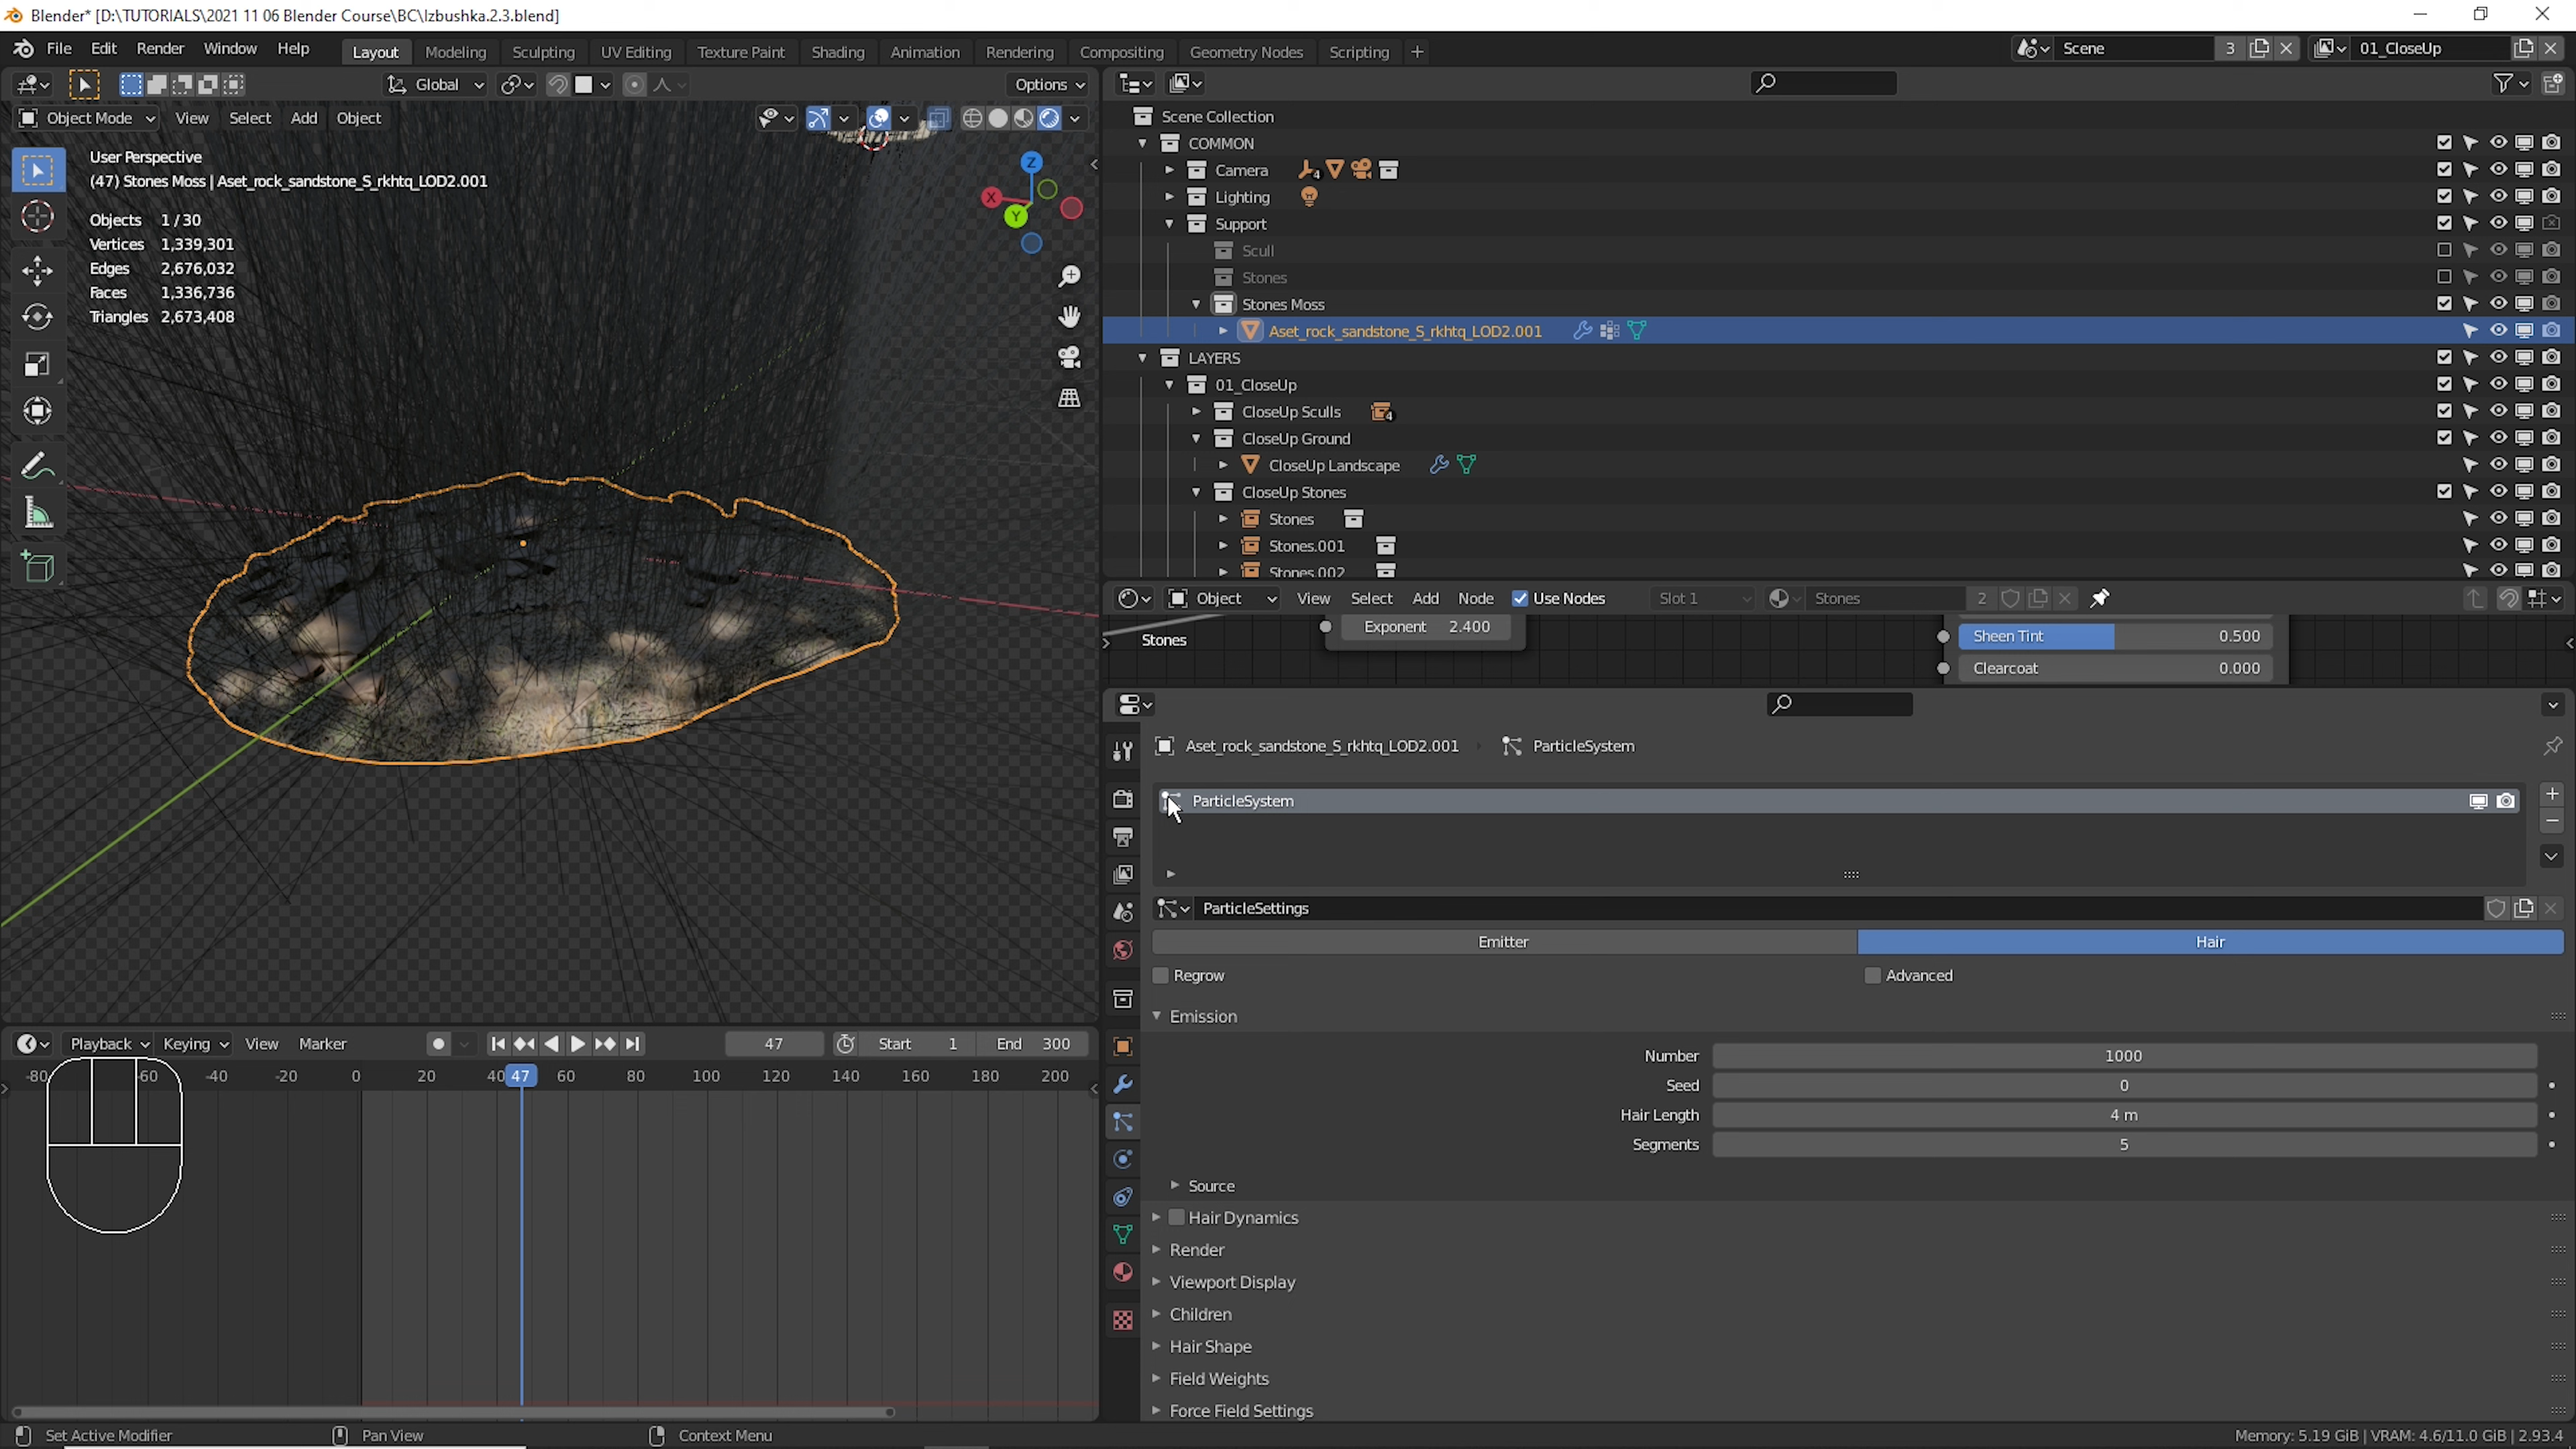 Blender* [D:\TUTORIALS\2021 11 06 Blender Course\BC\Izbushka.2.3.blend]
File Edit Render Window Help Layout Modeling Sculpting UV Editing Texture Paint Shading Animation Rendering Compositing Geometry Nodes Scripting + Scene 3 01_CloseUp
Global Options
Object Mode View Select Add Object
Scene Collection
COMMON
Camera 4
Lighting
Support
Scull
Stones
Stones Moss
Aset_rock_sandstone_S_rkhtq_LOD2.001
LAYERS
01_CloseUp
CloseUp Sculls 4
CloseUp Ground
CloseUp Landscape
CloseUp Stones
Stones
Stones.001
Stones.002
User Perspective
(47) Stones Moss | Aset_rock_sandstone_S_rkhtq_LOD2.001
Objects 1/30
Vertices 1,339,301
Edges 2,676,032
Faces 1,336,736
Triangles 2,673,408
Z
X
Y
Object View Select Add Node Use Nodes Slot 1 Stones 2
Exponent 2.400
Stones
Sheen Tint 0.500
Clearcoat 0.000
Aset_rock_sandstone_S_rkhtq_LOD2.001 ParticleSystem
ParticleSystem
ParticleSettings
Emitter Hair
Regrow Advanced
Emission
Number 1000
Seed 0
Hair Length 4 m
Segments 5
Source
Hair Dynamics
Render
Viewport Display
Children
Hair Shape
Field Weights
Force Field Settings
Playback Keying View Marker 47 Start 1 End 300
-80 -60 -40 -20 0 20 40 47 60 80 100 120 140 160 180 200
Set Active Modifier Pan View Context Menu Memory: 5.19 GiB | VRAM: 4.6/11.0 GiB | 2.93.4